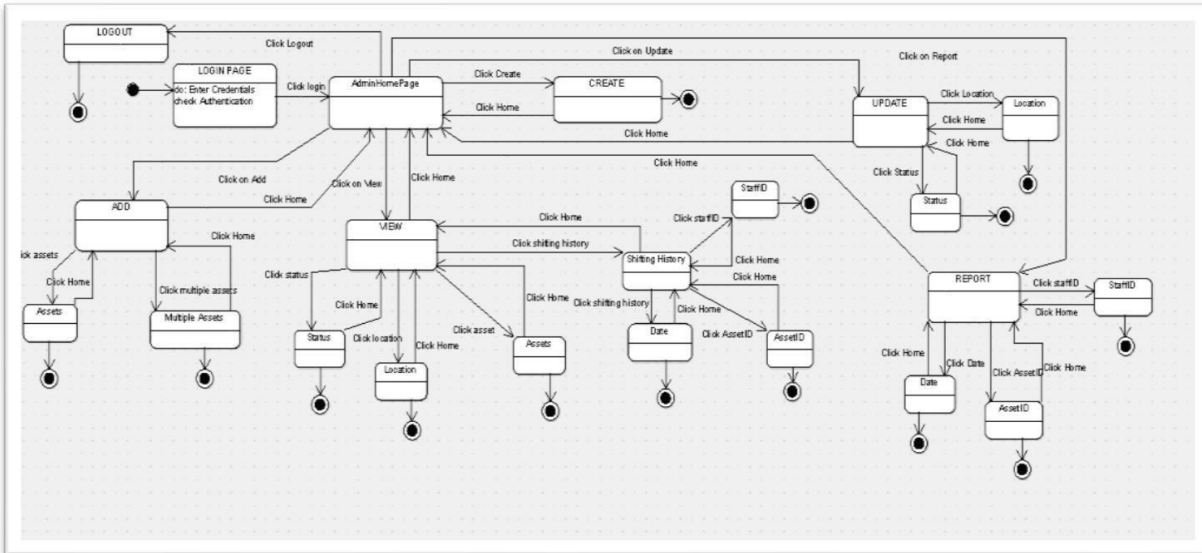 LOGOUT
Click Logout
Click on Update
Click on Report
LOGIN PAGE
do: Enter Credentials
check Authentication
Click login
AdminHomePage
Click Create
CREATE
Click Home
UPDATE
Click Location
Location
Click Home
Click Home
Click Home
Click Home
Click Status
Status
Click on Add
Click Home
Click on View
Click Home
ADD
Click Home
Click assets
Click Home
Click multiple assets
Assets
Multiple Assets
VIEW
Click Home
Click shifting history
Click status
Click Home
Click location
Click Home
Click asset
Click Home
Status
Location
Assets
StaffID
Click staffID
Shifting History
Click Home
Click Home
Click shifting history
Click Home
Click AssetID
Date
AssetID
REPORT
Click staffID
StaffID
Click Home
Click Home
Click Date
Click AssetID
Click Home
Date
AssetID